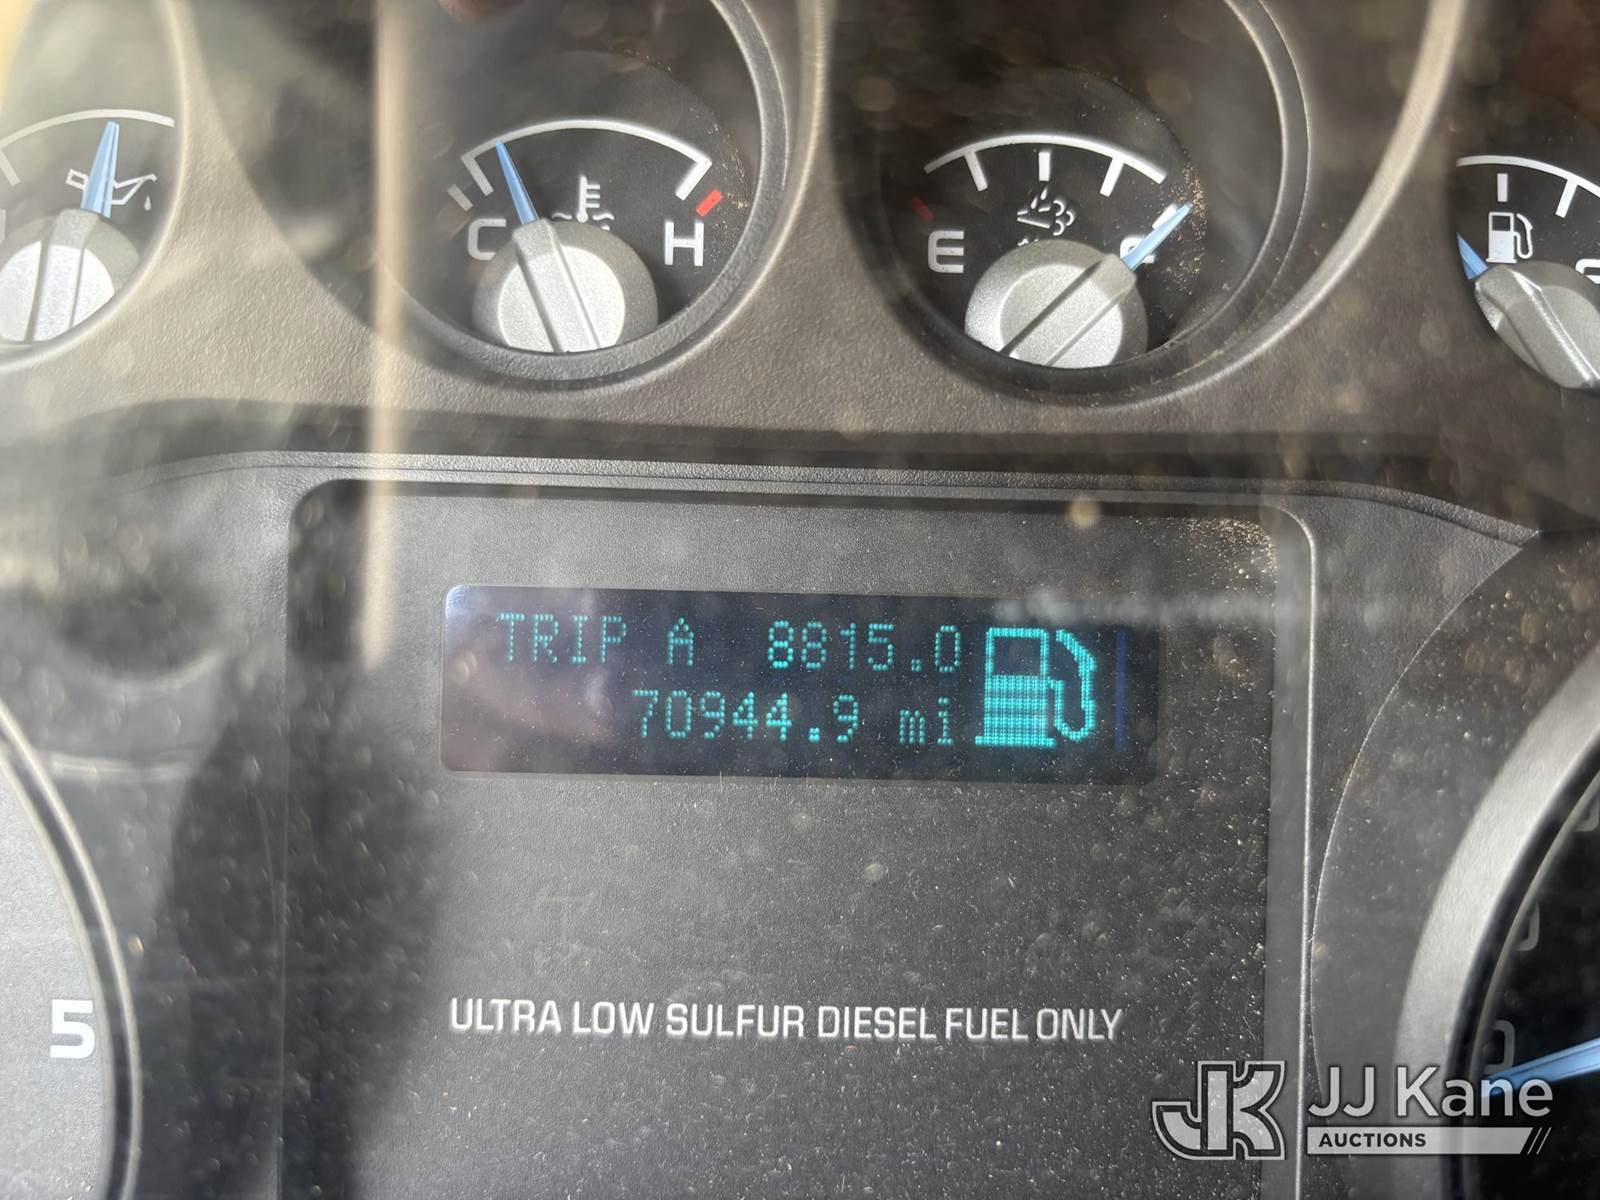 C H
E
TRIP A 8815.0
70944.9 mi
5
ULTRA LOW SULFUR DIESEL FUEL ONLY
JK JJ Kane
AUCTIONS